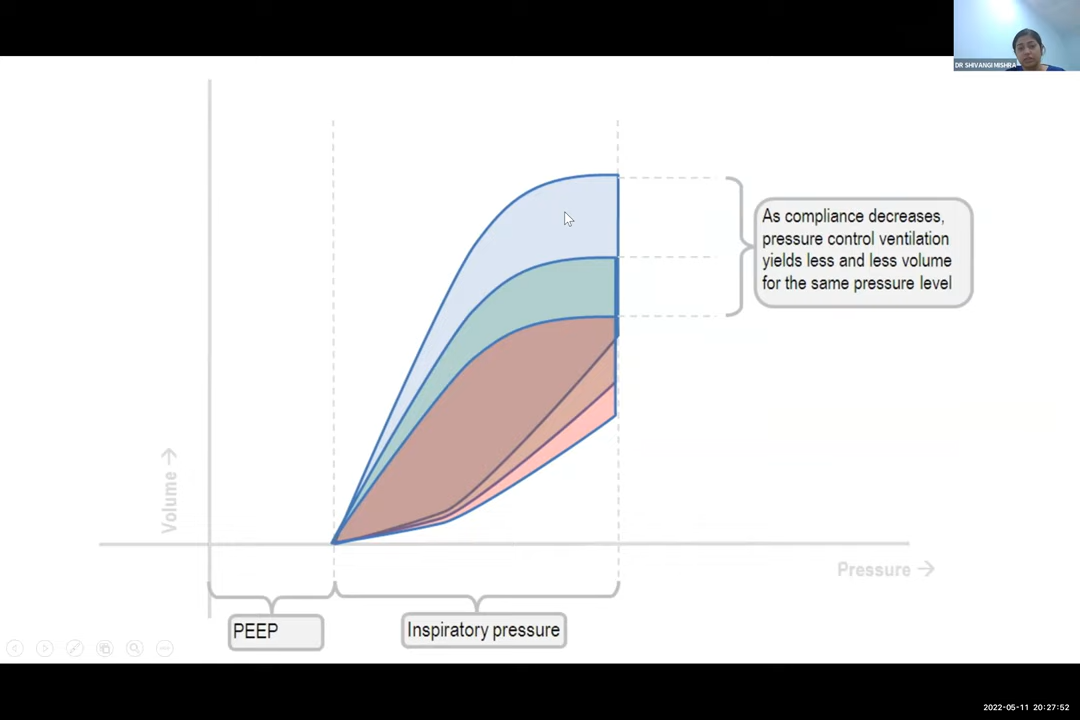 DR SHIVANGI MISHRA
As compliance decreases,
pressure control ventilation
yields less and less volume
for the same pressure level
Volume →
Pressure →
PEEP
Inspiratory pressure
2022-05-11 20:27:52